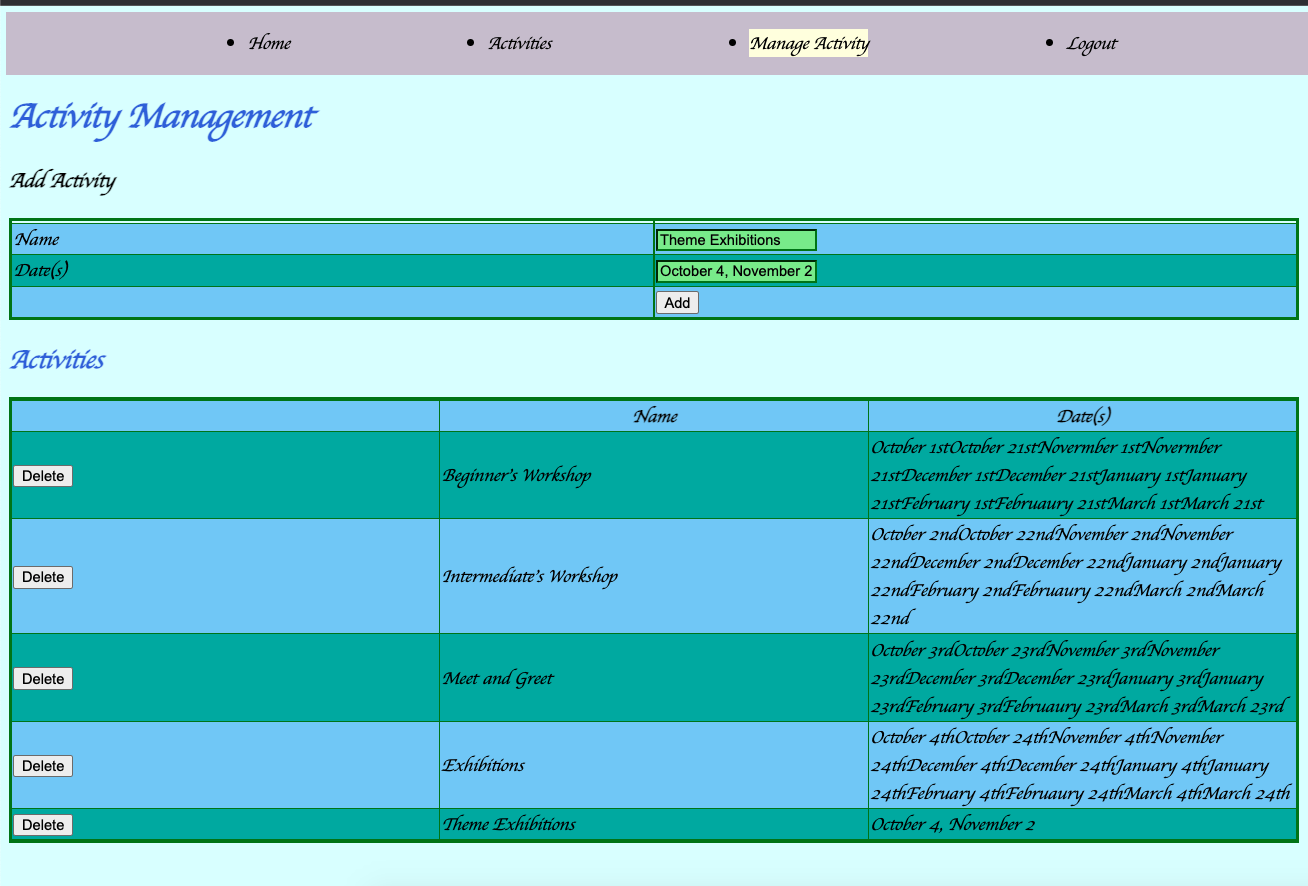 Home
Activities
Manage Activity
Logout
Activity Management
Add Activity
Name
Theme Exhibitions
Date(s)
October 4, November 2
Add
Activities
Name
Date(s)
Delete
Beginner's Workshop
October 1stOctober 21stNovermber 1stNovermber
21stDecember 1stDecember 21stJanuary 1stJanuary
21stFebruary 1stFebruaury 21stMarch 1stMarch 21st
Delete
Intermediate's Workshop
October 2ndOctober 22ndNovember 2ndNovember
22ndDecember 2ndDecember 22ndJanuary 2ndJanuary
22ndFebruary 2ndFebruaury 22ndMarch 2ndMarch
22nd
Delete
Meet and Greet
October 3rdOctober 23rdNovember 3rdNovember
23rdDecember 3rdDecember 23rdJanuary 3rdJanuary
23rdFebruary 3rdFebruaury 23rdMarch 3rdMarch 23rd
Delete
Exhibitions
October 4thOctober 24thNovember 4thNovember
24thDecember 4thDecember 24thJanuary 4thJanuary
24thFebruary 4thFebruaury 24thMarch 4thMarch 24th
Delete
Theme Exhibitions
October 4, November 2